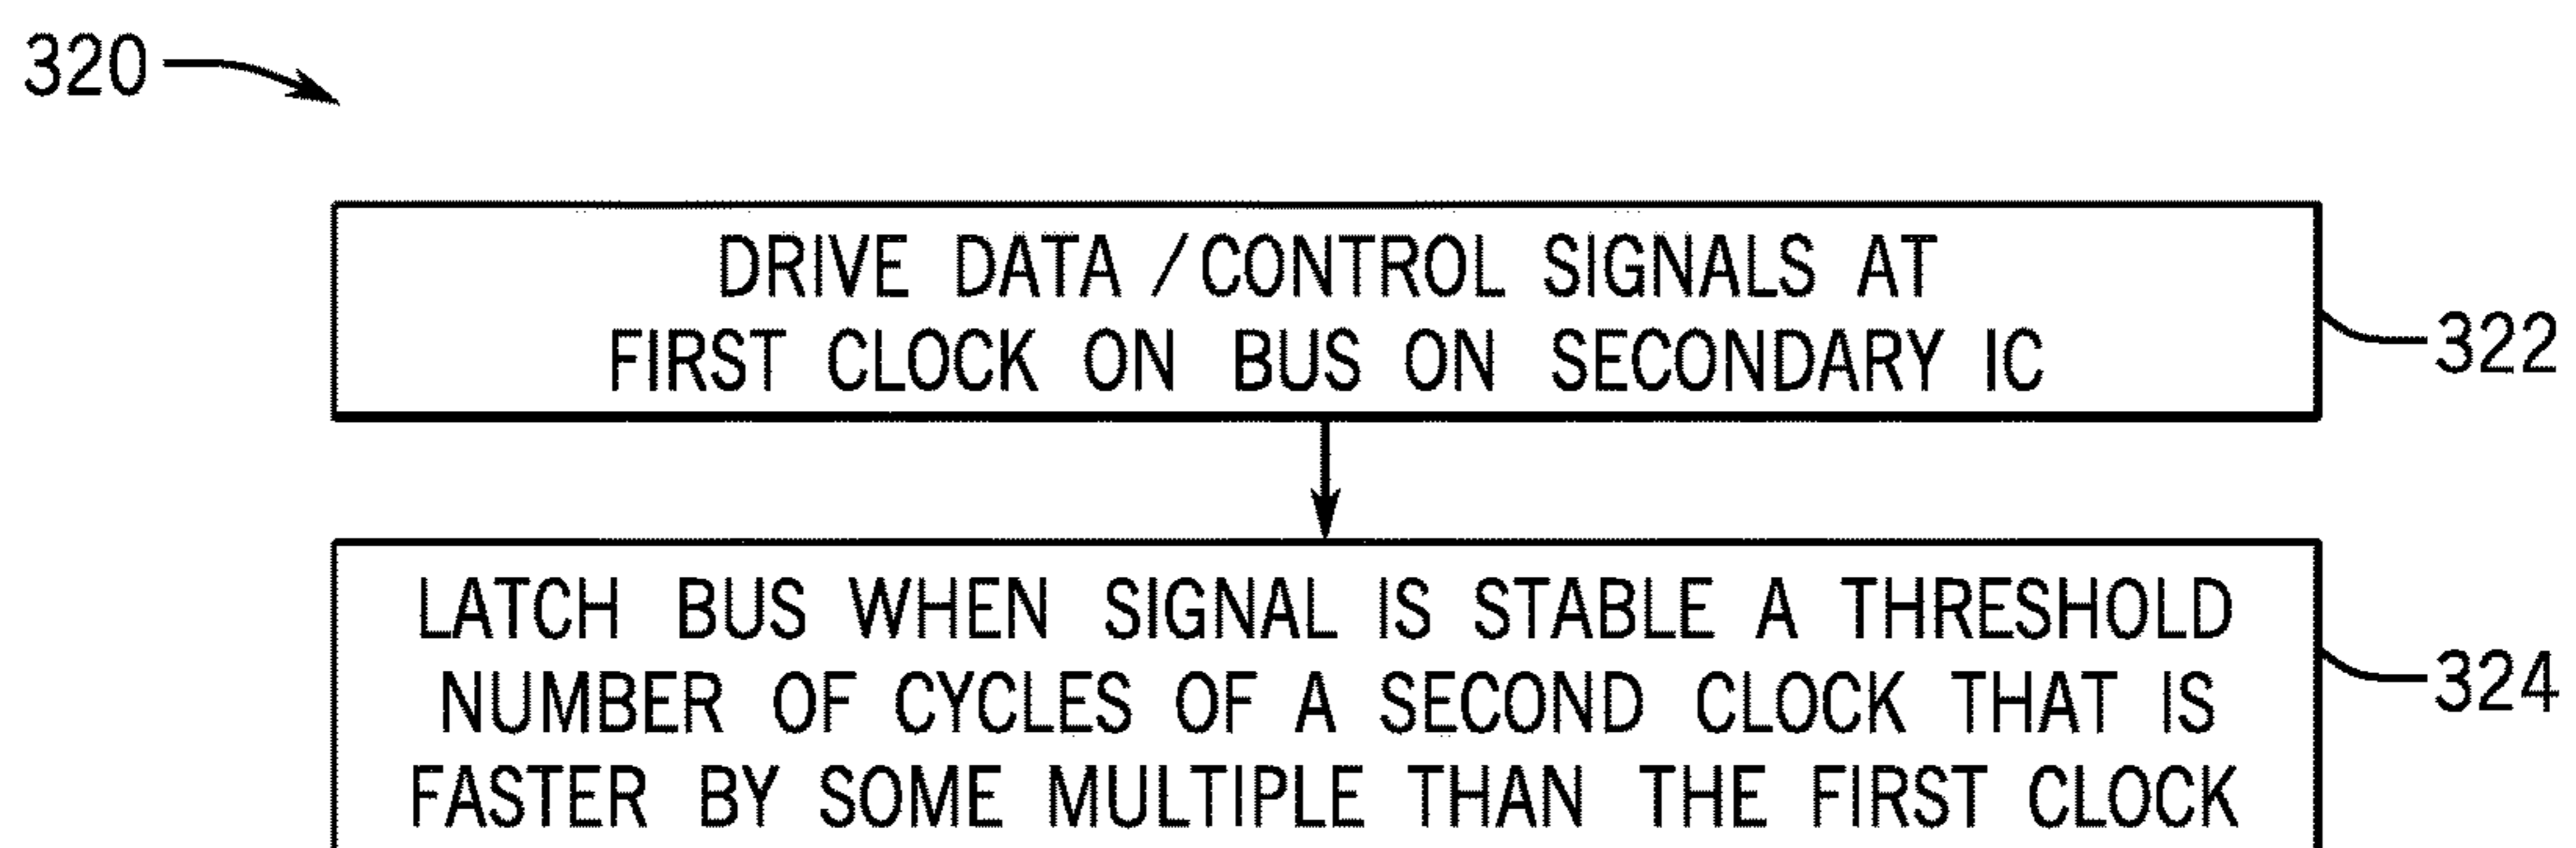 320
DRIVE DATA /CONTROL SIGNALS AT
FIRST CLOCK ON BUS ON SECONDARY IC
322
LATCH BUS WHEN SIGNAL IS STABLE A THRESHOLD
NUMBER OF CYCLES OF A SECOND CLOCK THAT IS
FASTER BY SOME MULTIPLE THAN THE FIRST CLOCK
324